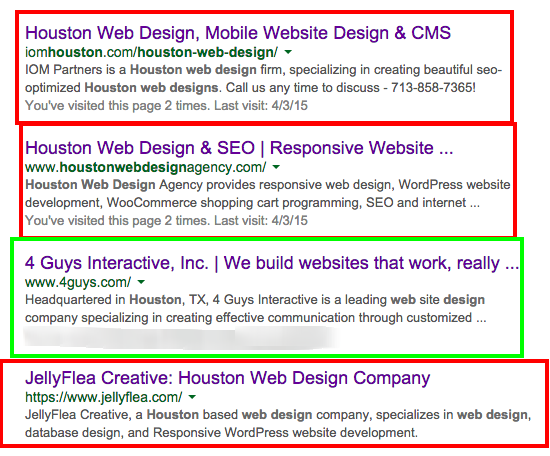 Houston Web Design, Mobile Website Design & CMS
iomhouston.com/houston-web-design/
IOM Partners is a Houston web design firm, specializing in creating beautiful seo-
optimized Houston web designs. Call us any time to discuss - 713-858-7365!
You've visited this page 2 times. Last visit: 4/3/15
Houston Web Design & SEO | Responsive Website ...
www.houstonwebdesignagency.com/
Houston Web Design Agency provides responsive web design, WordPress website
development, WooCommerce shopping cart programming, SEO and internet ...
You've visited this page 2 times. Last visit: 4/3/15
4 Guys Interactive, Inc. | We build websites that work, really ...
www.4guys.com/
Headquartered in Houston, TX, 4 Guys Interactive is a leading web site design
company specializing in creating effective communication through customized ...
JellyFlea Creative: Houston Web Design Company
https://www.jellyflea.com/
JellyFlea Creative, a Houston based web design company, specializes in web design,
database design, and Responsive WordPress website development.